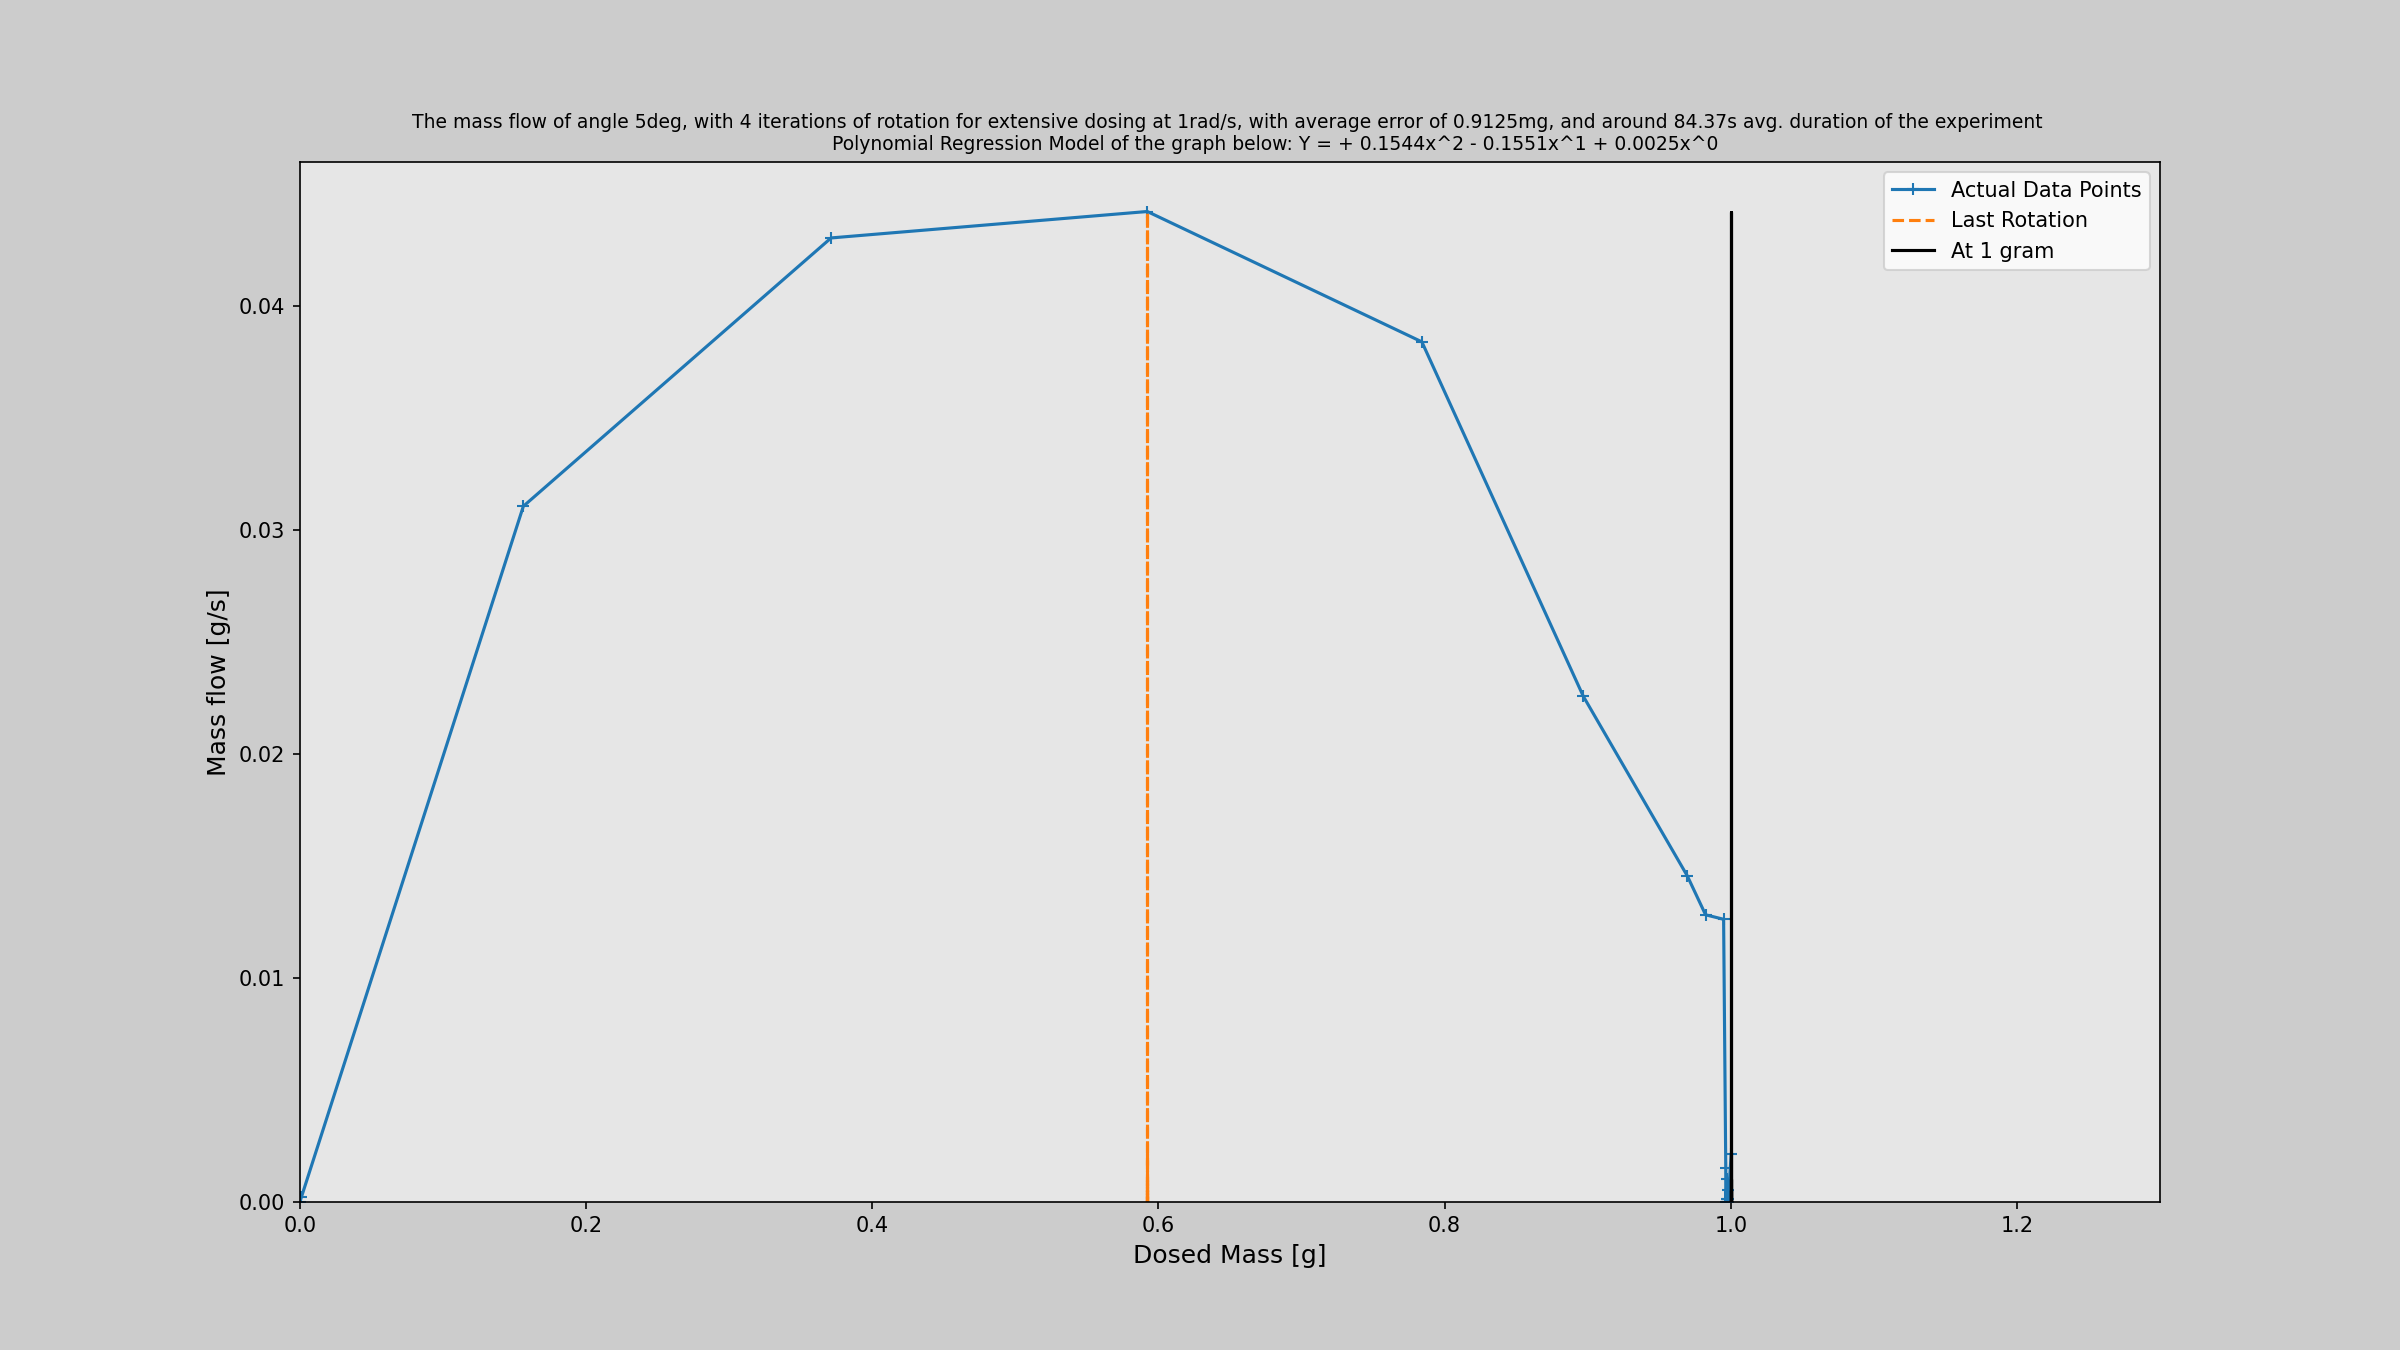 The mass flow of angle 5deg, with 4 iterations of rotation for extensive dosing at 1rad/s, with average error of 0.9125mg, and around 84.37s avg. duration of the experiment
Polynomial Regression Model of the graph below: Y = + 0.1544x^2 - 0.1551x^1 + 0.0025x^0
Actual Data Points
Last Rotation
At 1 gram
0.04
0.03
0.02
0.01
0.00
Mass flow [g/s]
0.0 0.2 0.4 0.6 0.8 1.0 1.2
Dosed Mass [g]